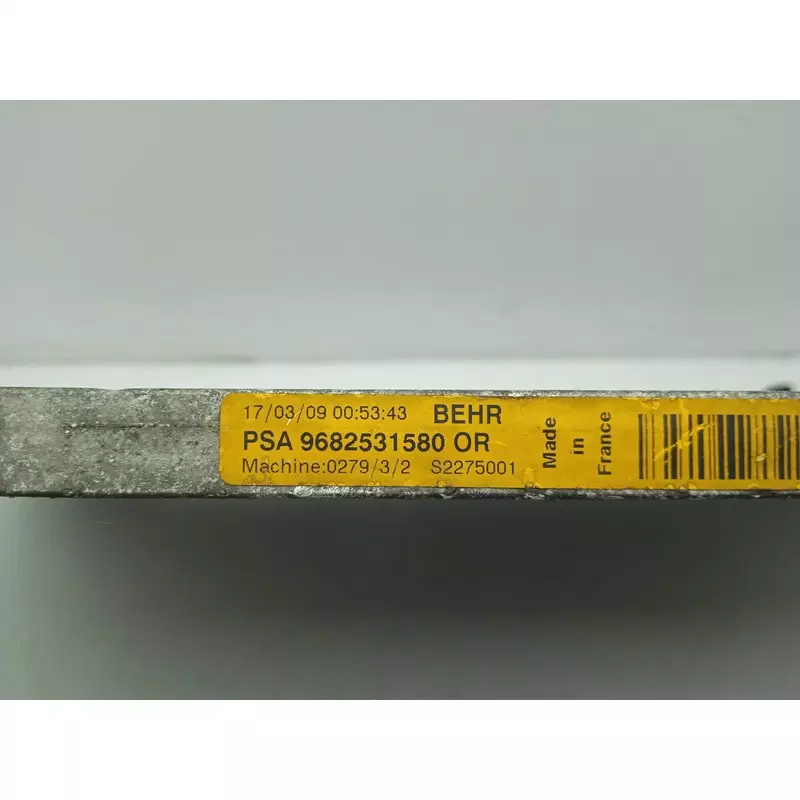 17/03/09 00:53:43 BEHR
PSA 9682531580 OR
Machine:0279/3/2 S2275001
Made
in
France